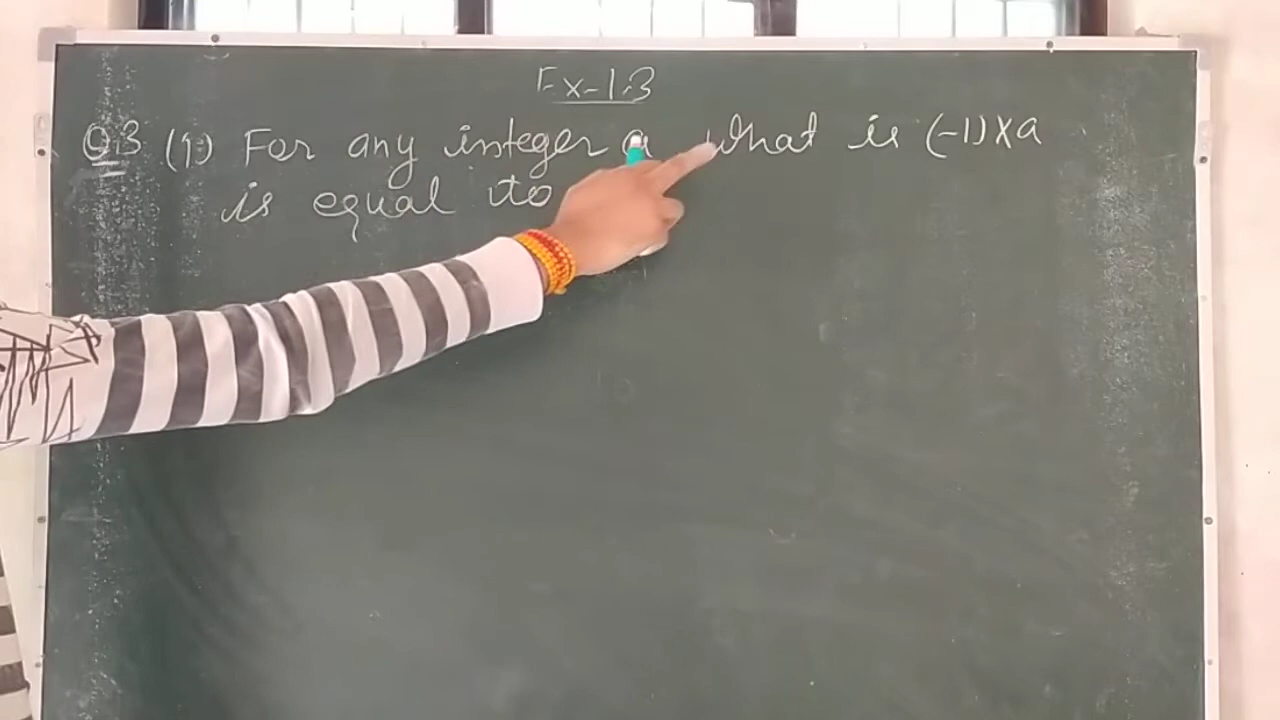 Ex-1.3
Q3 (1) For any integer a what is (-1)×a
is equal to